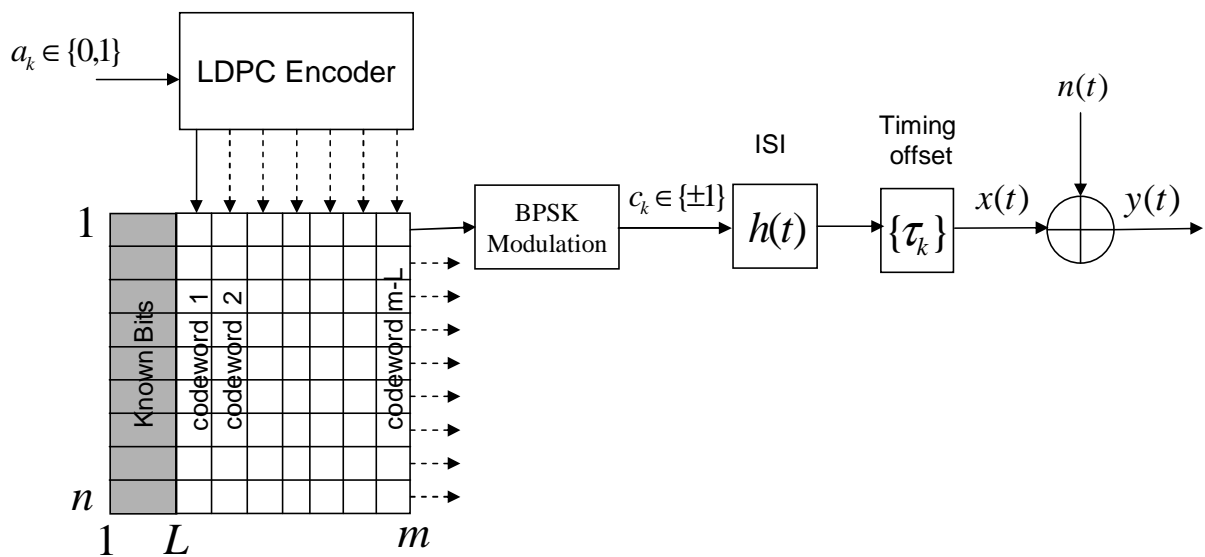 a_k ∈ {0,1}
LDPC Encoder
n(t)
Timing
offset
ISI
1
BPSK
Modulation
c_k ∈ {±1}
h(t)
{τ_k}
x(t)
y(t)
Known Bits
codeword 1
codeword 2
codeword m-L
n
1
L
m